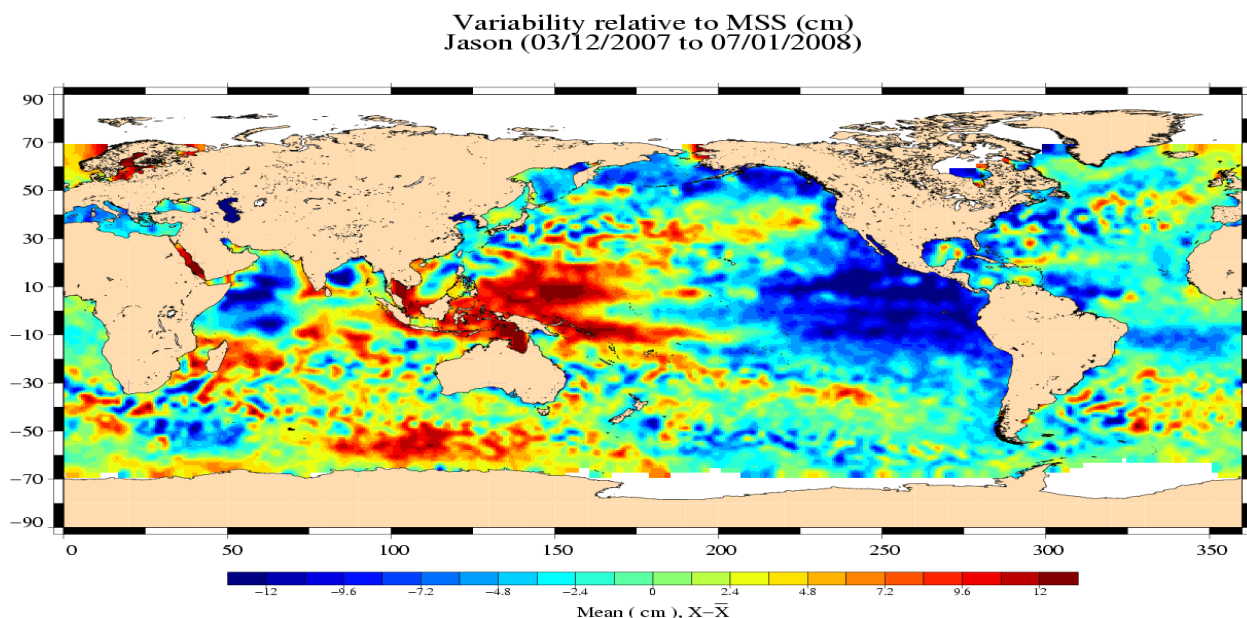 Variability relative to MSS (cm)
Jason (03/12/2007 to 07/01/2008)
90
70
50
30
10
−10
−30
−50
−70
−90
0 50 100 150 200 250 300 350
−12 −9.6 −7.2 −4.8 −2.4 0 2.4 4.8 7.2 9.6 12
Mean ( cm ), X−X̅